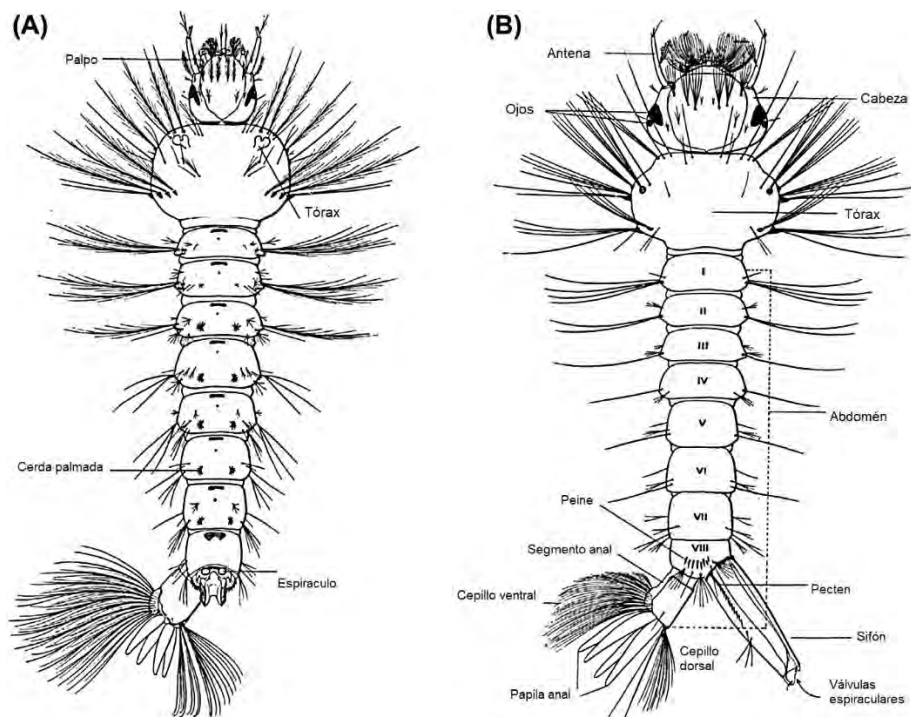 (A)
Palpo
Tórax
Cerda palmada
Espiraculo
(B)
Antena
Cabeza
Ojos
Tórax
I
II
III
IV
Abdomén
V
VI
Peine
VII
Segmento anal
VIII
Pecten
Cepillo ventral
Sifón
Cepillo
dorsal
Papila anal
Válvulas
espiraculares